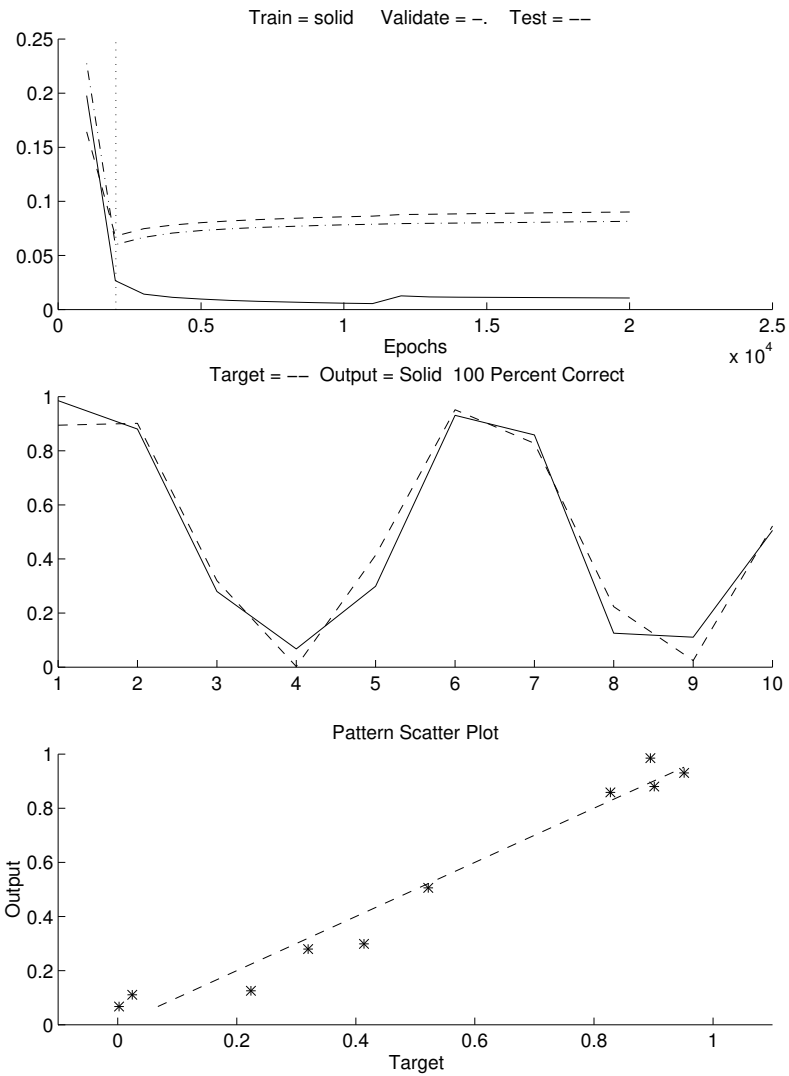 Train = solid Validate = −. Test = −−
0.25
0.2
0.15
0.1
0.05
0
0 0.5 1 1.5 2 2.5
Epochs
x 10^4
Target = −− Output = Solid 100 Percent Correct
1
0.8
0.6
0.4
0.2
0
1 2 3 4 5 6 7 8 9 10
Pattern Scatter Plot
1
0.8
0.6
0.4
0.2
0
Output
0 0.2 0.4 0.6 0.8 1
Target